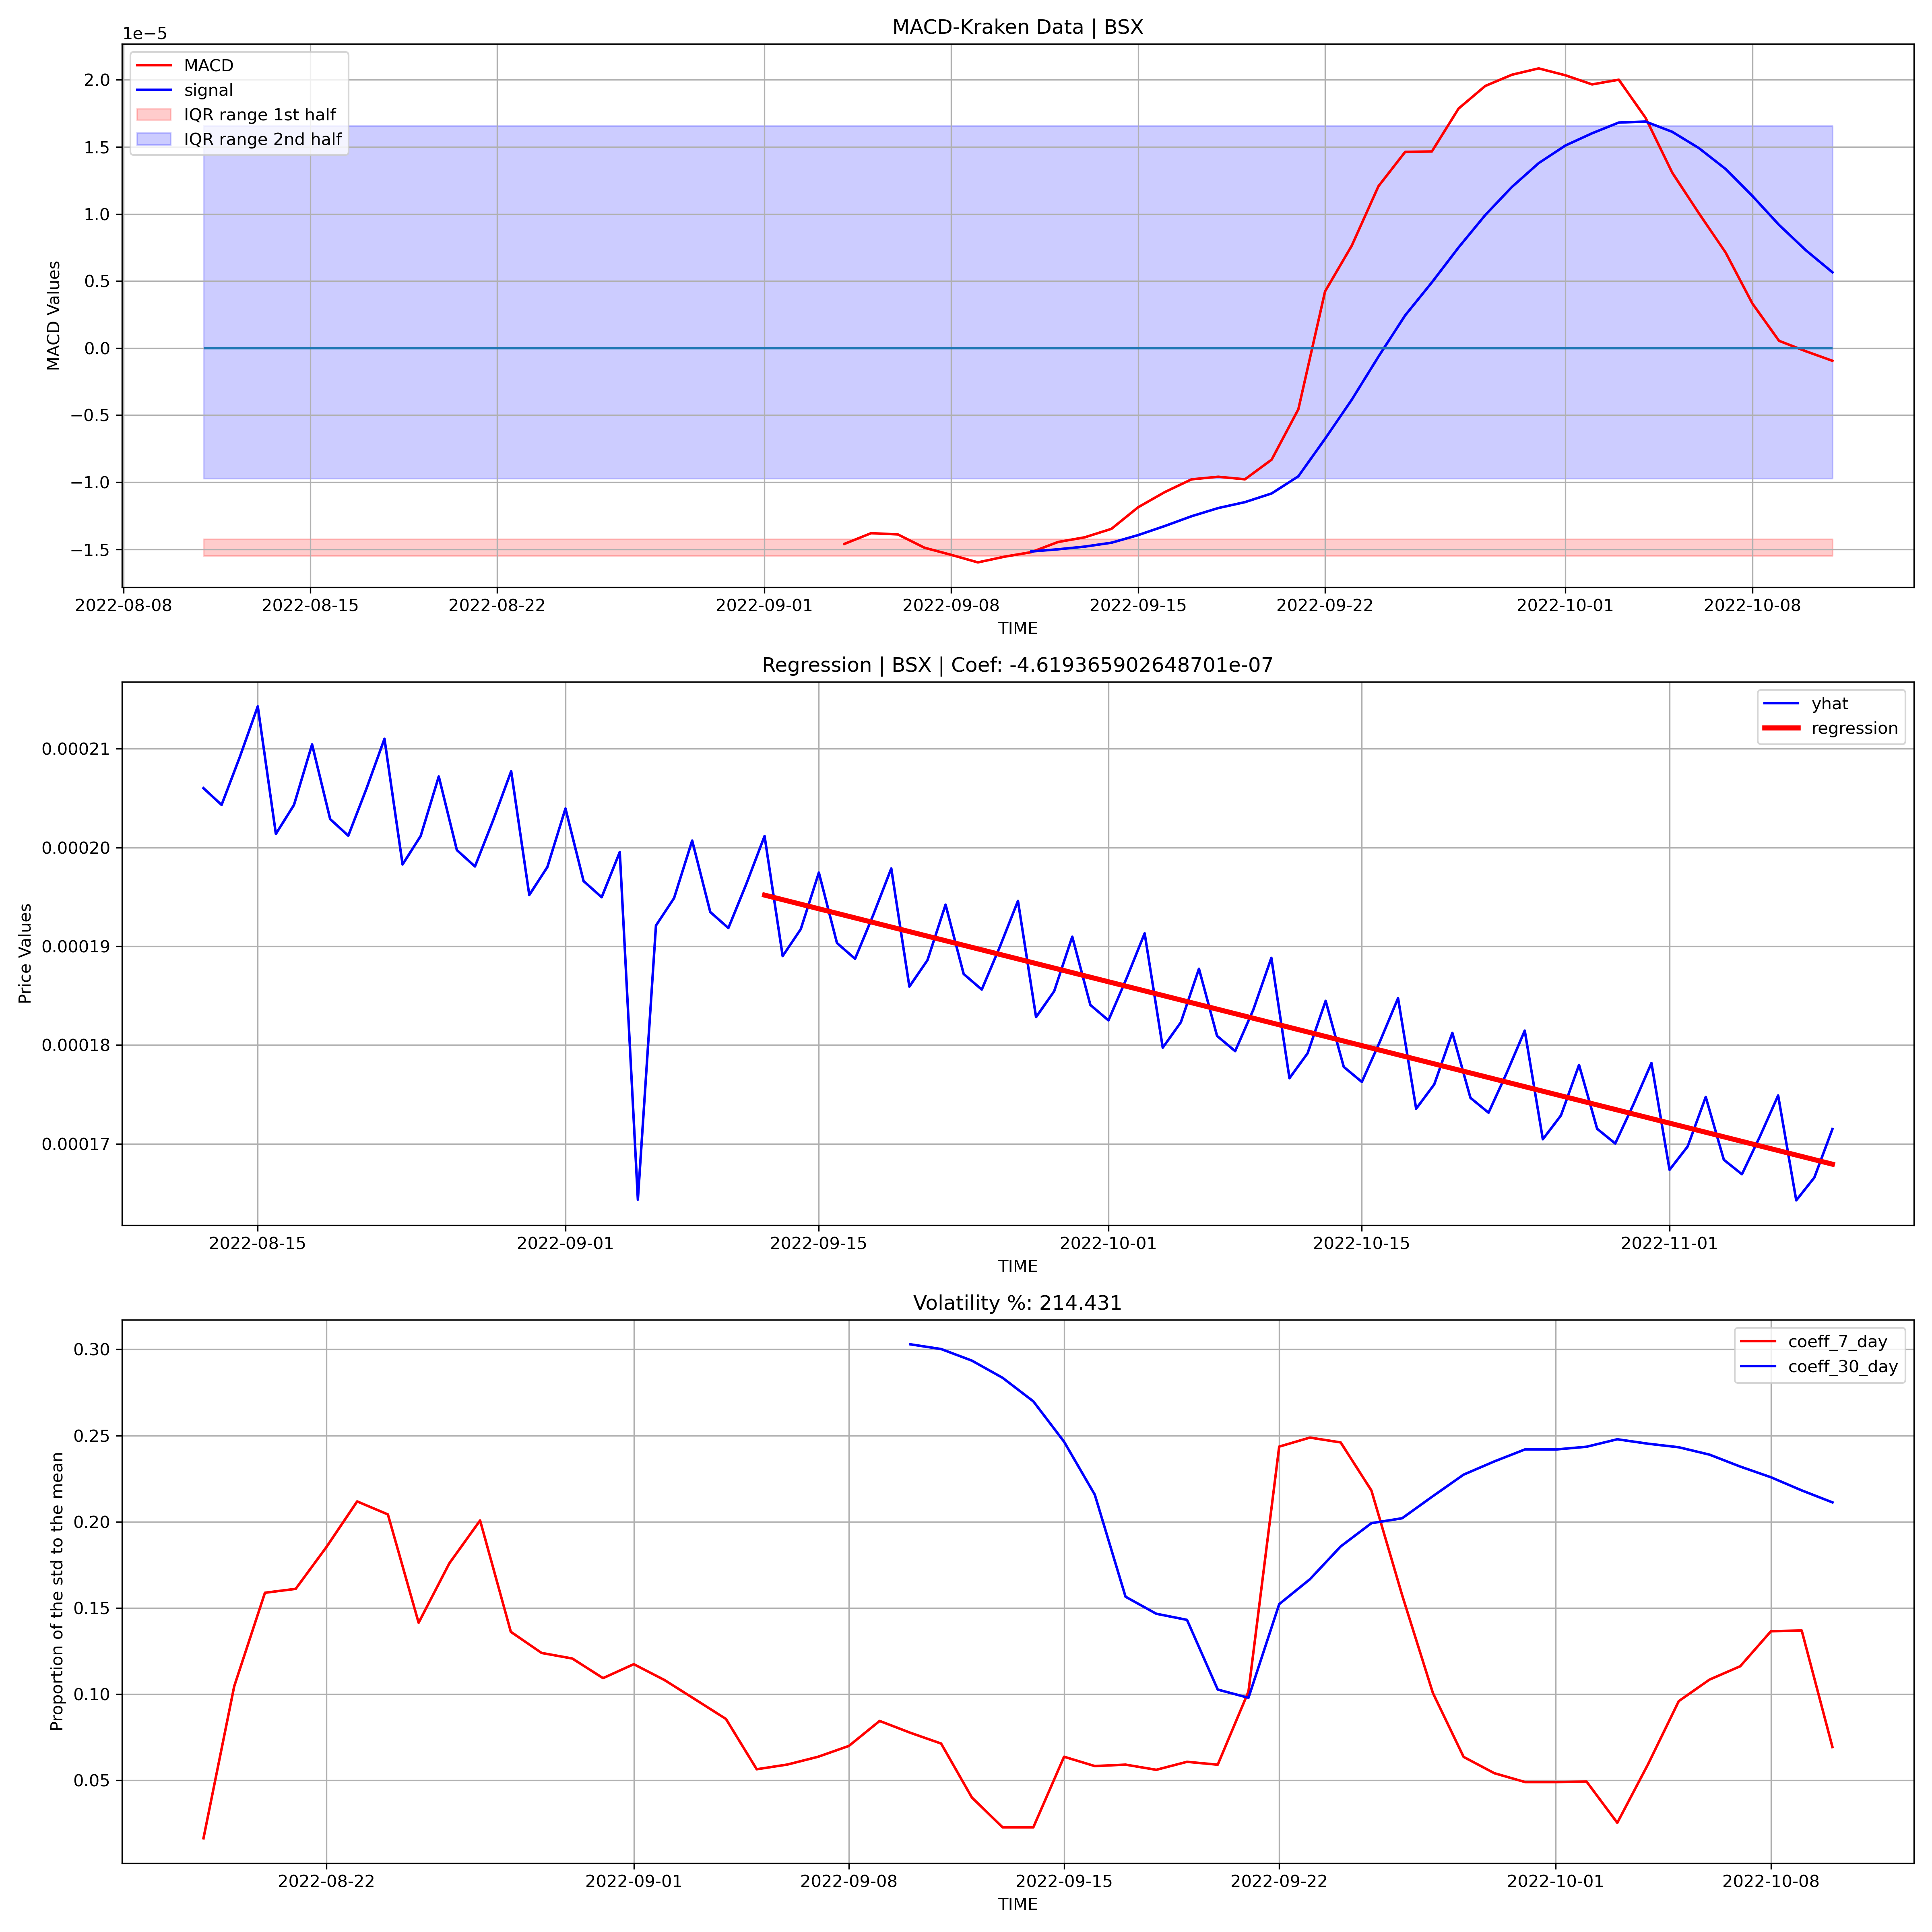 MACD-Kraken Data | BSX
1e−5
MACD
signal
IQR range 1st half
IQR range 2nd half
2.0
1.5
1.0
0.5
0.0
−0.5
−1.0
−1.5
MACD Values
2022-08-08 2022-08-15 2022-08-22 2022-09-01 2022-09-08 2022-09-15 2022-09-22 2022-10-01 2022-10-08
TIME
Regression | BSX | Coef: -4.619365902648701e-07
yhat
regression
0.00021
0.00020
0.00019
0.00018
0.00017
Price Values
2022-08-15 2022-09-01 2022-09-15 2022-10-01 2022-10-15 2022-11-01
TIME
Volatility %: 214.431
coeff_7_day
coeff_30_day
0.30
0.25
0.20
0.15
0.10
0.05
Proportion of the std to the mean
2022-08-22 2022-09-01 2022-09-08 2022-09-15 2022-09-22 2022-10-01 2022-10-08
TIME